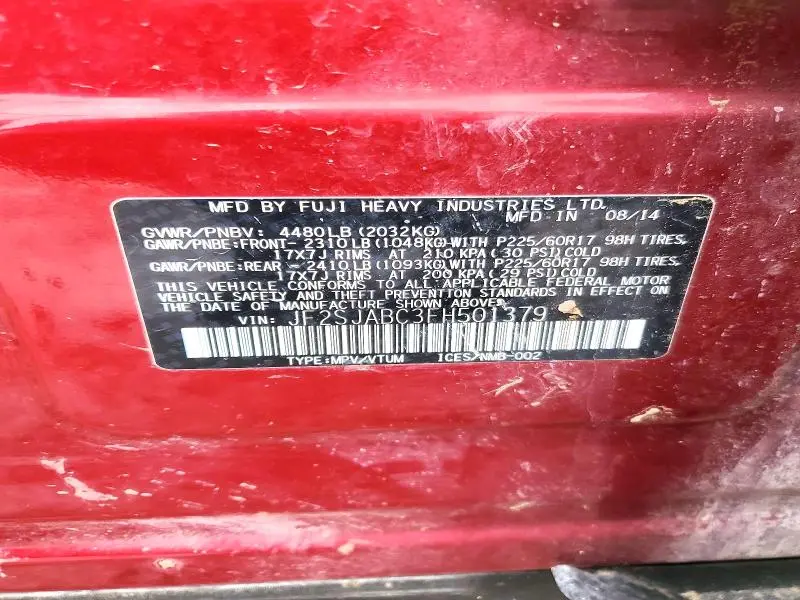 MFD BY FUJI HEAVY INDUSTRIES LTD.
MFD IN 08/14
GVWR/PNBV: 4480LB (2032KG)
GAWR/PNBE:FRONT- 2310LB (1048KG) WITH P225/60R17 98H TIRES,
17X7J RIMS AT 210 KPA (30 PSI) COLD
GAWR/PNBE:REAR - 2410LB (1093KG) WITH P225/60R17 98H TIRES,
17X7J RIMS AT 200 KPA (29 PSI) COLD
THIS VEHICLE CONFORMS TO ALL APPLICABLE FEDERAL MOTOR
VEHICLE SAFETY AND THEFT PREVENTION STANDARDS IN EFFECT ON
THE DATE OF MANUFACTURE SHOWN ABOVE.
VIN: JF2SJABC3FH501379
TYPE:MPV/VTUM ICES/NMB-002